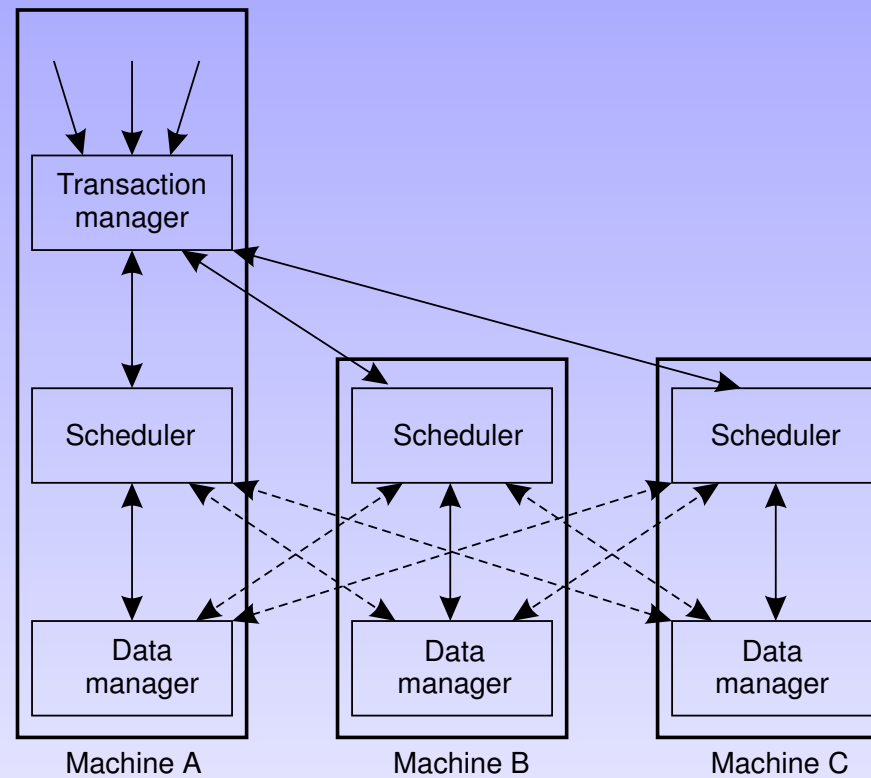 Transaction
manager
Scheduler
Scheduler
Scheduler
Data
manager
Data
manager
Data
manager
Machine A
Machine B
Machine C